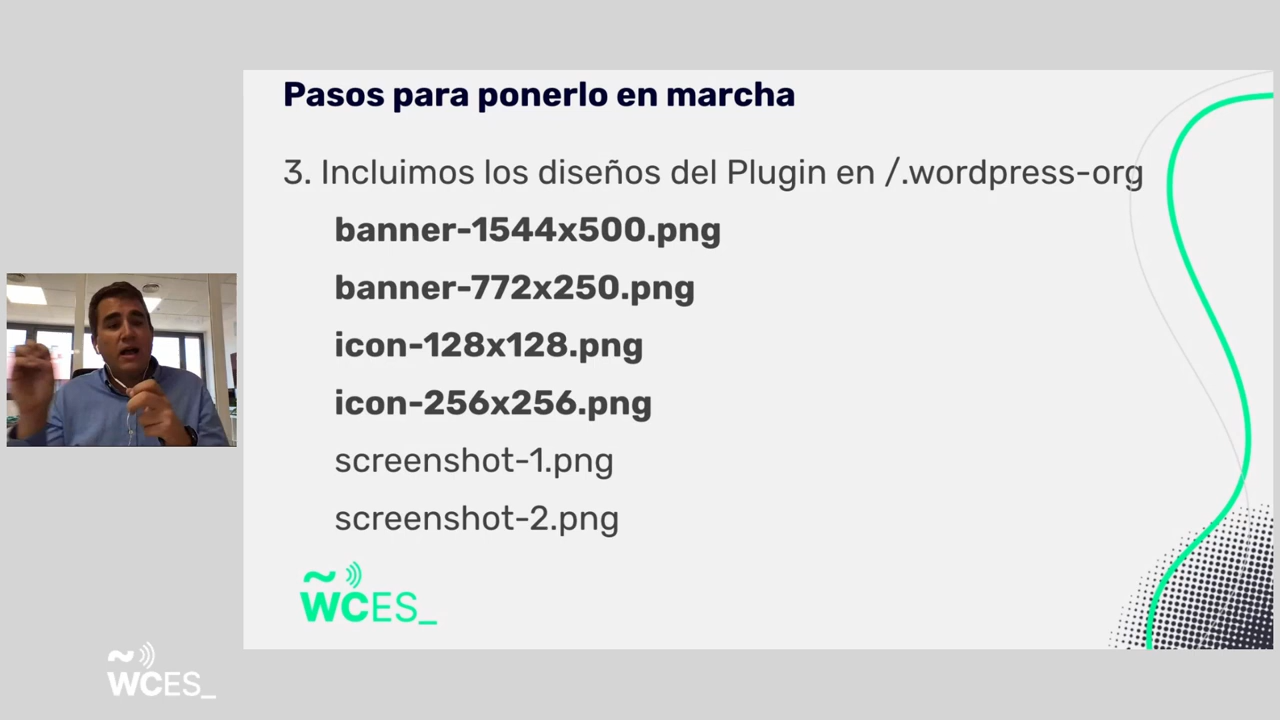 Pasos para ponerlo en marcha
3. Incluimos los diseños del Plugin en /.wordpress-org
banner-1544x500.png
banner-772x250.png
icon-128x128.png
icon-256x256.png
screenshot-1.png
screenshot-2.png
WCES_
WCES_